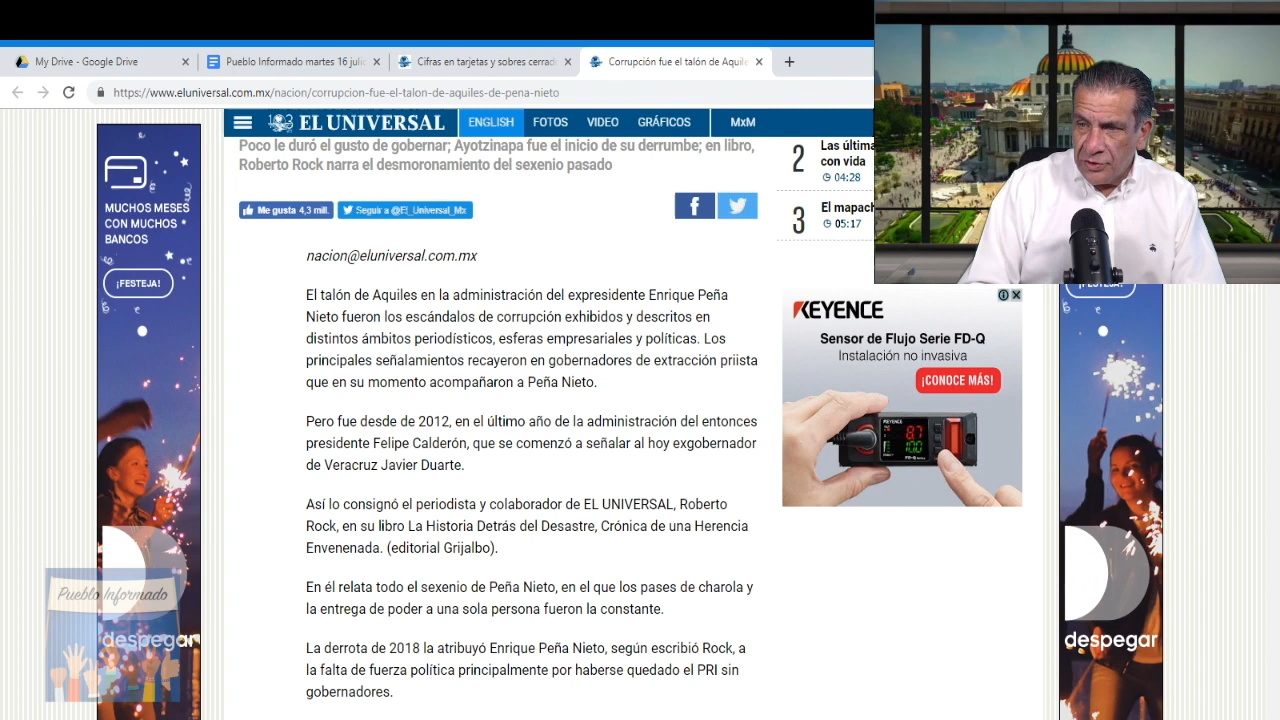 My Drive - Google Drive
Pueblo Informado martes 16 juli
Cifras en tarjetas y sobres cerrad
Corrupción fue el talón de Aquile
https://www.eluniversal.com.mx/nacion/corrupcion-fue-el-talon-de-aquiles-de-pena-nieto
EL UNIVERSAL
ENGLISH
FOTOS
VIDEO
GRÁFICOS
MxM
Poco le duró el gusto de gobernar; Ayotzinapa fue el inicio de su derrumbe; en libro,
Roberto Rock narra el desmoronamiento del sexenio pasado
Me gusta 4,3 mill.
Seguir a @El_Universal_Mx
nacion@eluniversal.com.mx
El talón de Aquiles en la administración del expresidente Enrique Peña
Nieto fueron los escándalos de corrupción exhibidos y descritos en
distintos ámbitos periodísticos, esferas empresariales y políticas. Los
principales señalamientos recayeron en gobernadores de extracción priista
que en su momento acompañaron a Peña Nieto.
Pero fue desde de 2012, en el último año de la administración del entonces
presidente Felipe Calderón, que se comenzó a señalar al hoy exgobernador
de Veracruz Javier Duarte.
Así lo consignó el periodista y colaborador de EL UNIVERSAL, Roberto
Rock, en su libro La Historia Detrás del Desastre, Crónica de una Herencia
Envenenada. (editorial Grijalbo).
En él relata todo el sexenio de Peña Nieto, en el que los pases de charola y
la entrega de poder a una sola persona fueron la constante.
La derrota de 2018 la atribuyó Enrique Peña Nieto, según escribió Rock, a
la falta de fuerza política principalmente por haberse quedado el PRI sin
gobernadores.
2
Las última
con vida
04:28
3
El mapach
05:17
MUCHOS MESES
CON MUCHOS
BANCOS
¡FESTEJA!
Pueblo Informado
despegar
KEYENCE
Sensor de Flujo Serie FD-Q
Instalación no invasiva
¡CONOCE MÁS!
KEYENCE
8.7
10.0
FD-Q
¡FESTEJA!
despegar